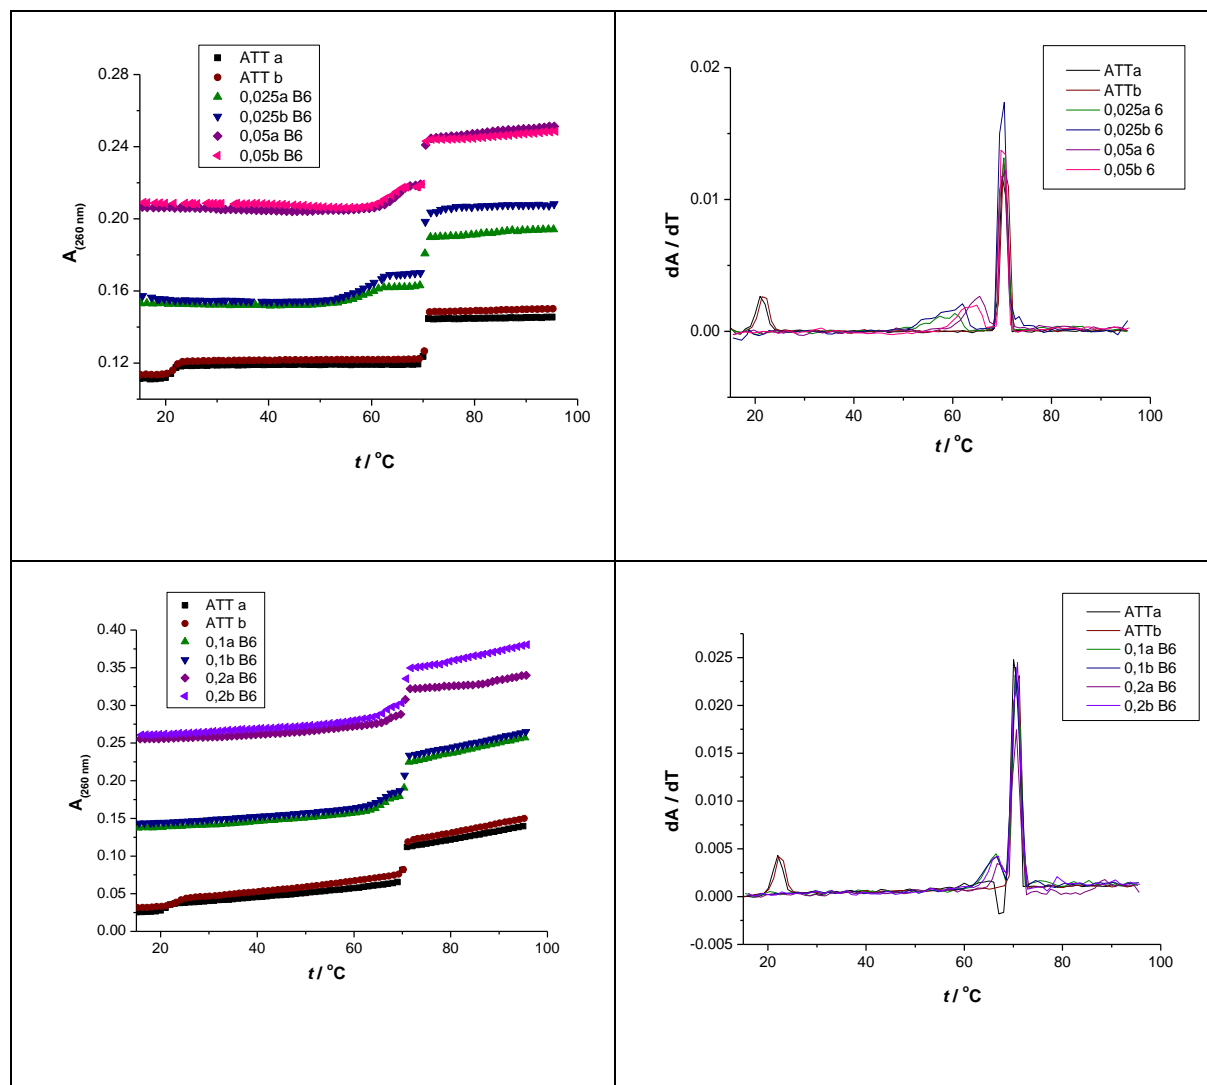 ATT a
ATT b
0,025a B6
0,025b B6
0,05a B6
0,05b B6
0.28
0.24
0.20
0.16
0.12
A(260 nm)
20 40 60 80 100
t / °C
ATTa
ATTb
0,025a 6
0,025b 6
0,05a 6
0,05b 6
0.02
0.01
0.00
dA / dT
20 40 60 80 100
t / °C
ATT a
ATT b
0,1a B6
0,1b B6
0,2a B6
0,2b B6
0.40
0.35
0.30
0.25
0.20
0.15
0.10
0.05
0.00
A(260 nm)
20 40 60 80 100
t / °C
ATTa
ATTb
0,1a B6
0,1b B6
0,2a B6
0,2b B6
0.025
0.020
0.015
0.010
0.005
0.000
-0.005
dA / dT
20 40 60 80 100
t / °C